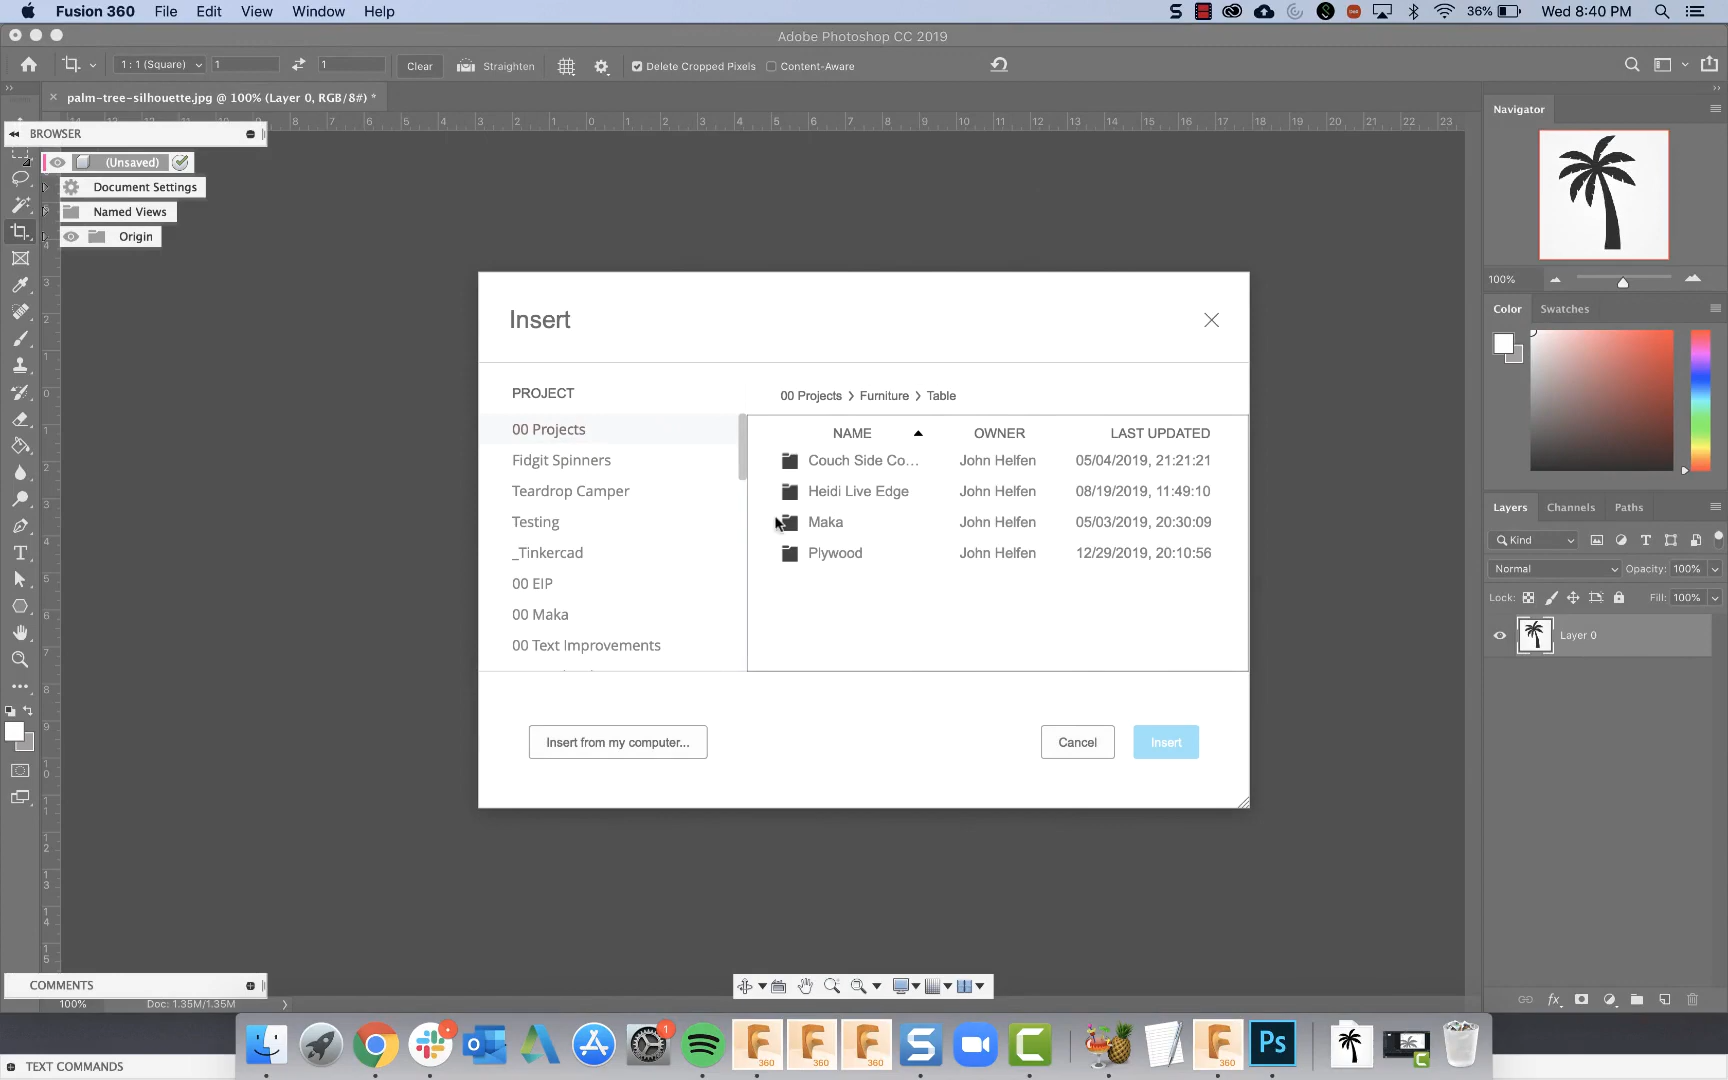 Fusion 360 File Edit View Window Help 36% Wed 8:40 PM
Adobe Photoshop CC 2019
1 : 1 (Square) 1 1 Clear Straighten Delete Cropped Pixels Content-Aware
palm-tree-silhouette.jpg @ 100% (Layer 0, RGB/8#) *
BROWSER
(Unsaved)
Document Settings
Named Views
Origin
Navigator
100%
Color Swatches
Insert
PROJECT
00 Projects
Fidgit Spinners
Teardrop Camper
Testing
_Tinkercad
00 EIP
00 Maka
00 Text Improvements
00 Projects > Furniture > Table
NAME OWNER LAST UPDATED
Couch Side Co... John Helfen 05/04/2019, 21:21:21
Heidi Live Edge John Helfen 08/19/2019, 11:49:10
Maka John Helfen 05/03/2019, 20:30:09
Plywood John Helfen 12/29/2019, 20:10:56
Insert from my computer...
Cancel
Insert
Layers Channels Paths
Kind
Normal Opacity: 100%
Lock: Fill: 100%
Layer 0
COMMENTS
100% Doc: 1.35M/1.35M
TEXT COMMANDS